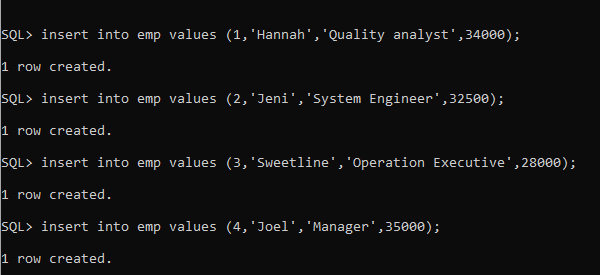 SQL> insert into emp values (1,'Hannah','Quality analyst',34000);
1 row created.
SQL> insert into emp values (2,'Jeni','System Engineer',32500);
1 row created.
SQL> insert into emp values (3,'Sweetline','Operation Executive',28000);
1 row created.
SQL> insert into emp values (4,'Joel','Manager',35000);
1 row created.